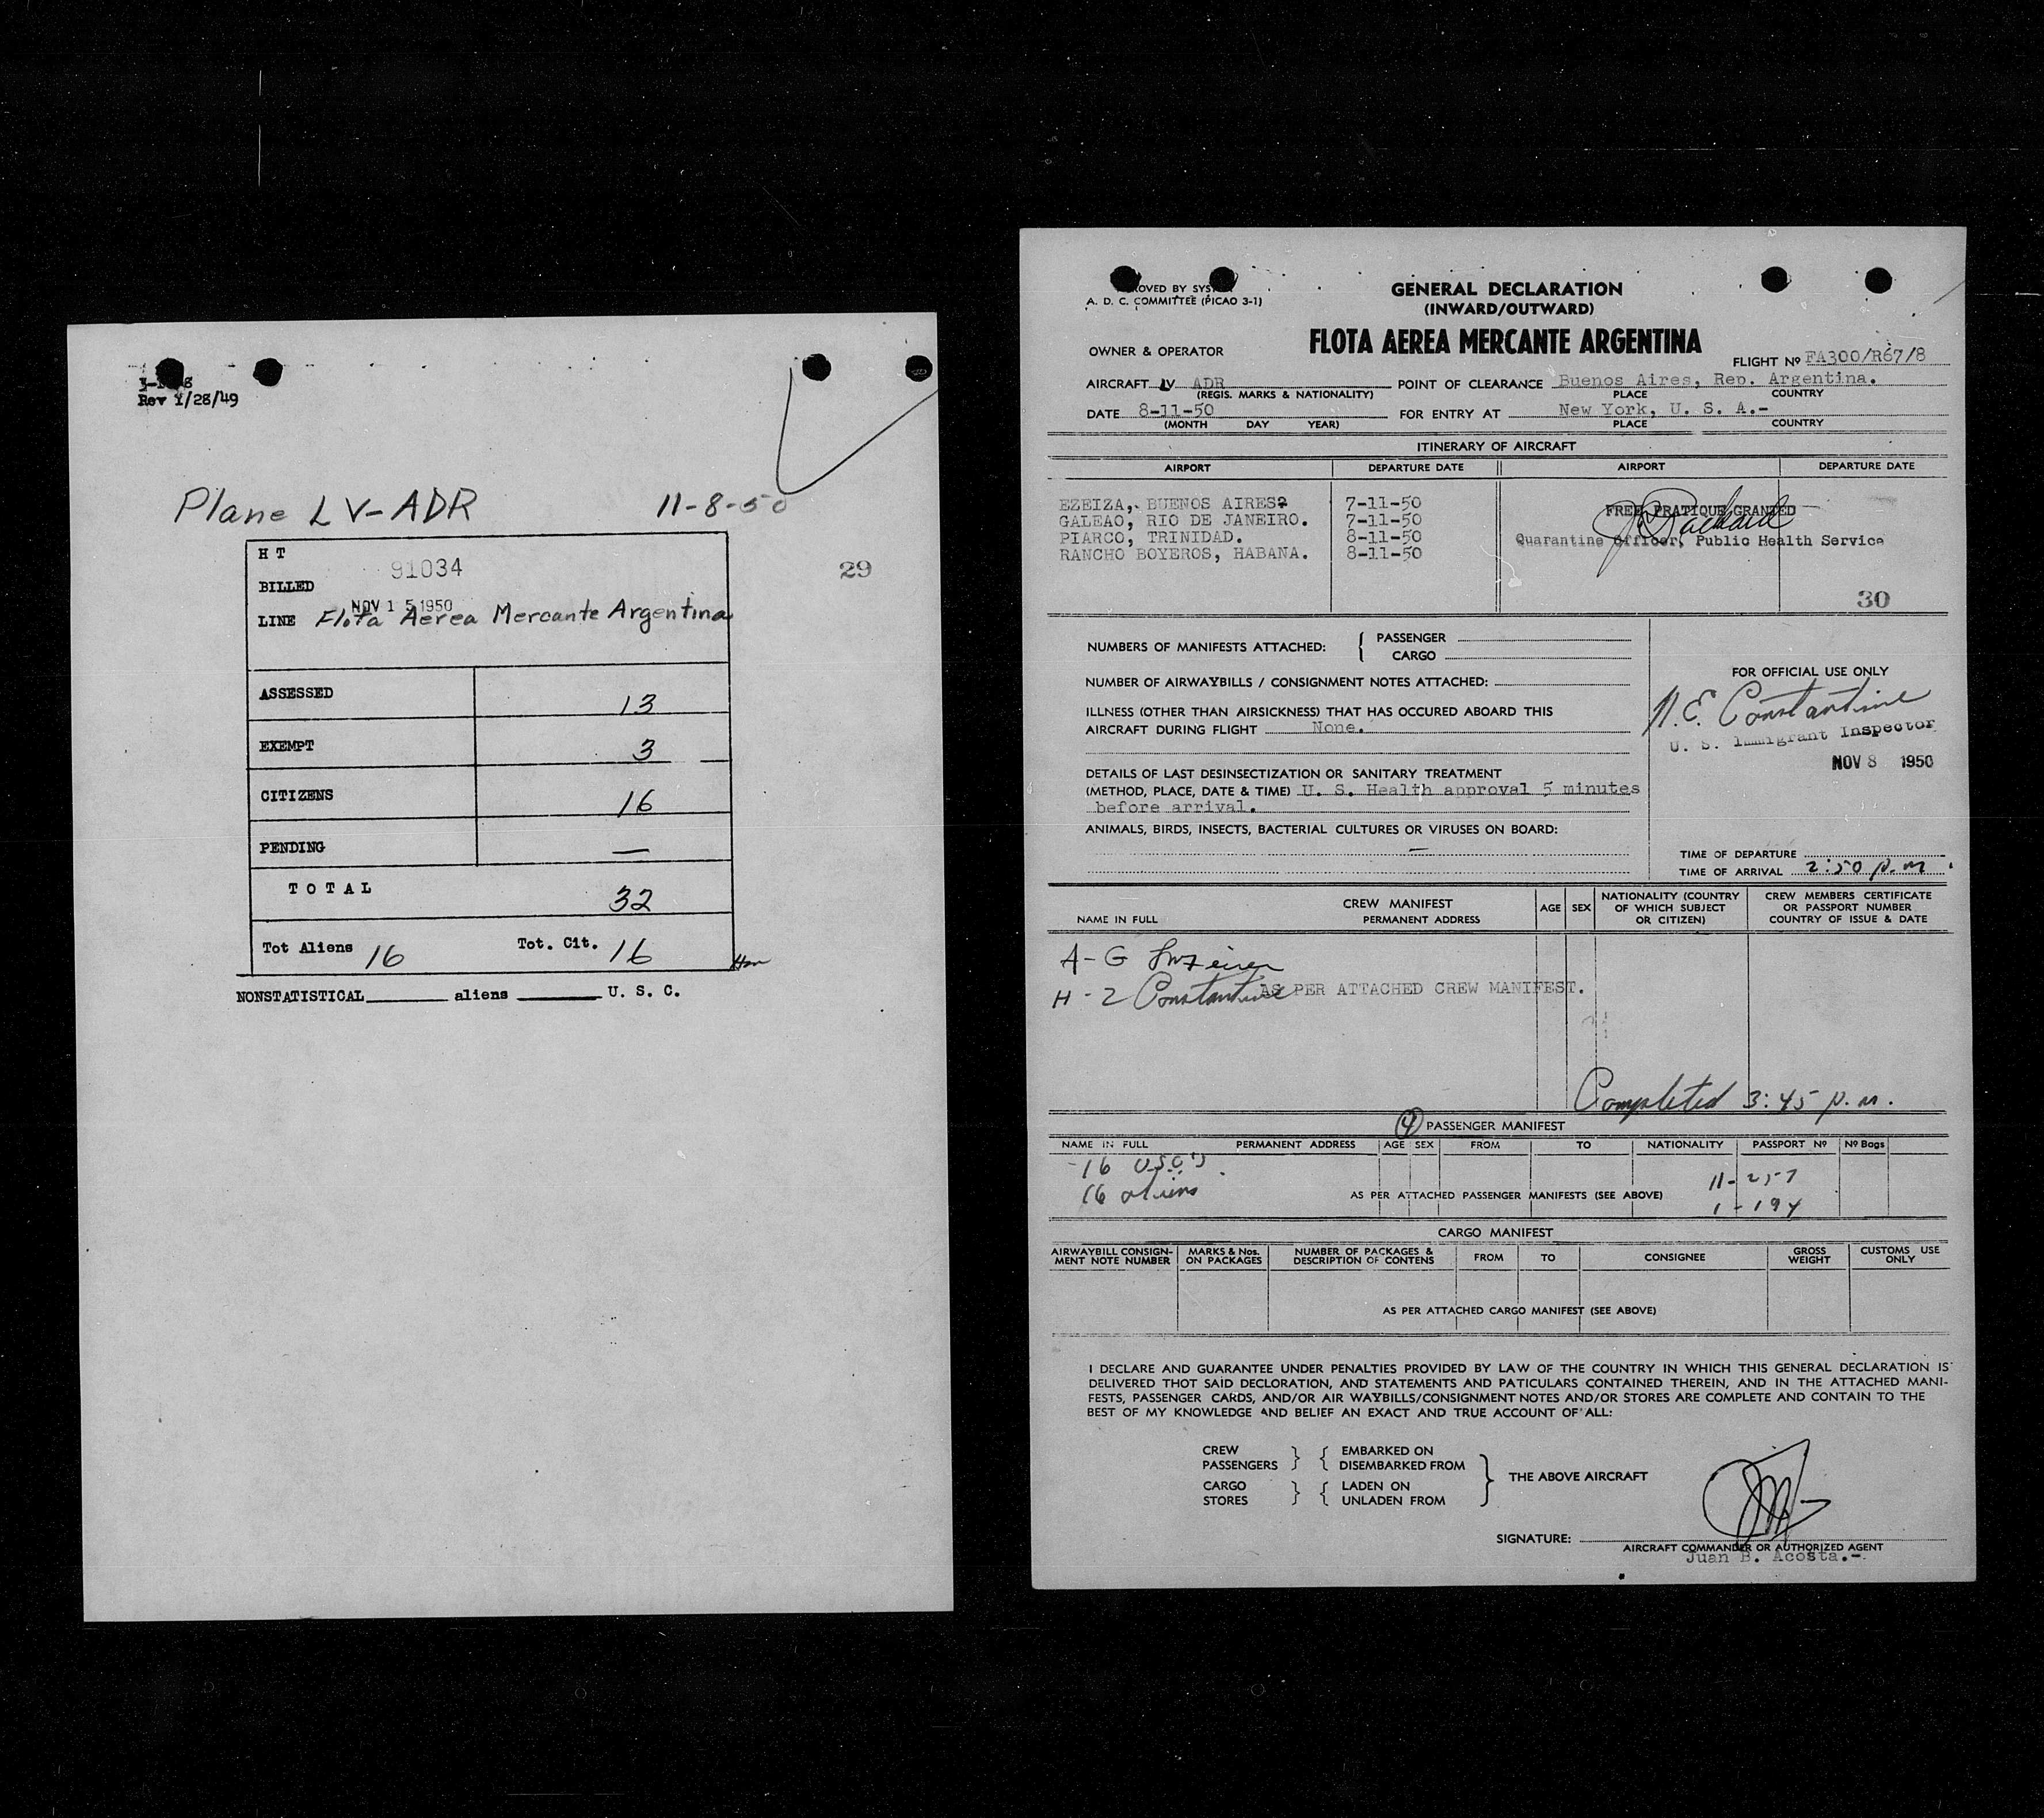 Rev 1/28/49
Plane LV-ADR 11-8-50
H T
91034
BILLED
29
NOV 15 1950
LINE Flota Aerea Mercante Argentina
ASSESSED 13
EXEMPT 3
CITIZENS 16
PENDING —
TOTAL 32
Tot Aliens 16 Tot. Cit. 16
NONSTATISTICAL aliens U. S. C.
OVED BY SYST
A. D. C. COMMITTEE (PICAO 3-1)
GENERAL DECLARATION
(INWARD/OUTWARD)
OWNER & OPERATOR FLOTA AEREA MERCANTE ARGENTINA
FLIGHT Nº FA300/R67/8
AIRCRAFT LV ADR POINT OF CLEARANCE Buenos Aires, Rep. Argentina.
(REGIS. MARKS & NATIONALITY) PLACE COUNTRY
DATE 8-11-50 FOR ENTRY AT New York, U. S. A.-
(MONTH DAY YEAR) PLACE COUNTRY
ITINERARY OF AIRCRAFT
AIRPORT DEPARTURE DATE AIRPORT DEPARTURE DATE
EZEIZA, BUENOS AIRES 7-11-50
GALEAO, RIO DE JANEIRO. 7-11-50
PIARCO, TRINIDAD. 8-11-50
RANCHO BOYEROS, HABANA. 8-11-50
FREE PRATIQUE GRANTED
Quarantine Officer, Public Health Service
30
NUMBERS OF MANIFESTS ATTACHED: { PASSENGER
CARGO
NUMBER OF AIRWAYBILLS / CONSIGNMENT NOTES ATTACHED:
ILLNESS (OTHER THAN AIRSICKNESS) THAT HAS OCCURED ABOARD THIS
AIRCRAFT DURING FLIGHT None.
DETAILS OF LAST DESINSECTIZATION OR SANITARY TREATMENT
(METHOD, PLACE, DATE & TIME) U. S. Health approval 5 minutes
before arrival.
ANIMALS, BIRDS, INSECTS, BACTERIAL CULTURES OR VIRUSES ON BOARD:
—
FOR OFFICIAL USE ONLY
N. E. Constantine
U. S. Immigrant Inspector
NOV 8 1950
TIME OF DEPARTURE
TIME OF ARRIVAL 2:50 p.m.
CREW MANIFEST
NAME IN FULL PERMANENT ADDRESS AGE SEX NATIONALITY (COUNTRY OF WHICH SUBJECT OR CITIZEN) CREW MEMBERS CERTIFICATE OR PASSPORT NUMBER COUNTRY OF ISSUE & DATE
A-G
H-Z Constantine AS PER ATTACHED CREW MANIFEST.
Completed 3:45 p.m.
4 PASSENGER MANIFEST
NAME IN FULL PERMANENT ADDRESS AGE SEX FROM TO NATIONALITY PASSPORT Nº Nº Bags
16 USC's
16 aliens AS PER ATTACHED PASSENGER MANIFESTS (SEE ABOVE)
11-257
1-194
CARGO MANIFEST
AIRWAYBILL CONSIGNMENT NOTE NUMBER MARKS & Nos. ON PACKAGES NUMBER OF PACKAGES & DESCRIPTION OF CONTENS FROM TO CONSIGNEE GROSS WEIGHT CUSTOMS USE ONLY
AS PER ATTACHED CARGO MANIFEST (SEE ABOVE)
I DECLARE AND GUARANTEE UNDER PENALTIES PROVIDED BY LAW OF THE COUNTRY IN WHICH THIS GENERAL DECLARATION IS
DELIVERED THOT SAID DECLORATION, AND STATEMENTS AND PATICULARS CONTAINED THEREIN, AND IN THE ATTACHED MANI-
FESTS, PASSENGER CARDS, AND/OR AIR WAYBILLS/CONSIGNMENT NOTES AND/OR STORES ARE COMPLETE AND CONTAIN TO THE
BEST OF MY KNOWLEDGE AND BELIEF AN EXACT AND TRUE ACCOUNT OF ALL:
CREW } { EMBARKED ON
PASSENGERS DISEMBARKED FROM
} THE ABOVE AIRCRAFT
CARGO } { LADEN ON
STORES UNLADEN FROM
SIGNATURE:
AIRCRAFT COMMANDER OR AUTHORIZED AGENT
Juan B. Acosta.-